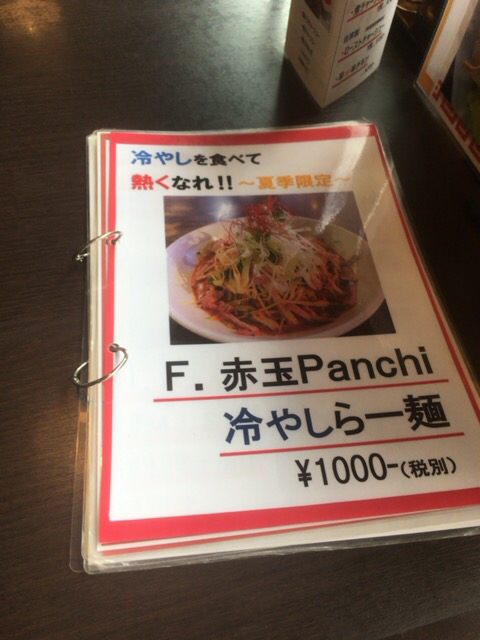 冷やしを食べて
熱くなれ!! ~夏季限定~
F. 赤玉Panchi
冷やしらー麺
¥1000-(税別)